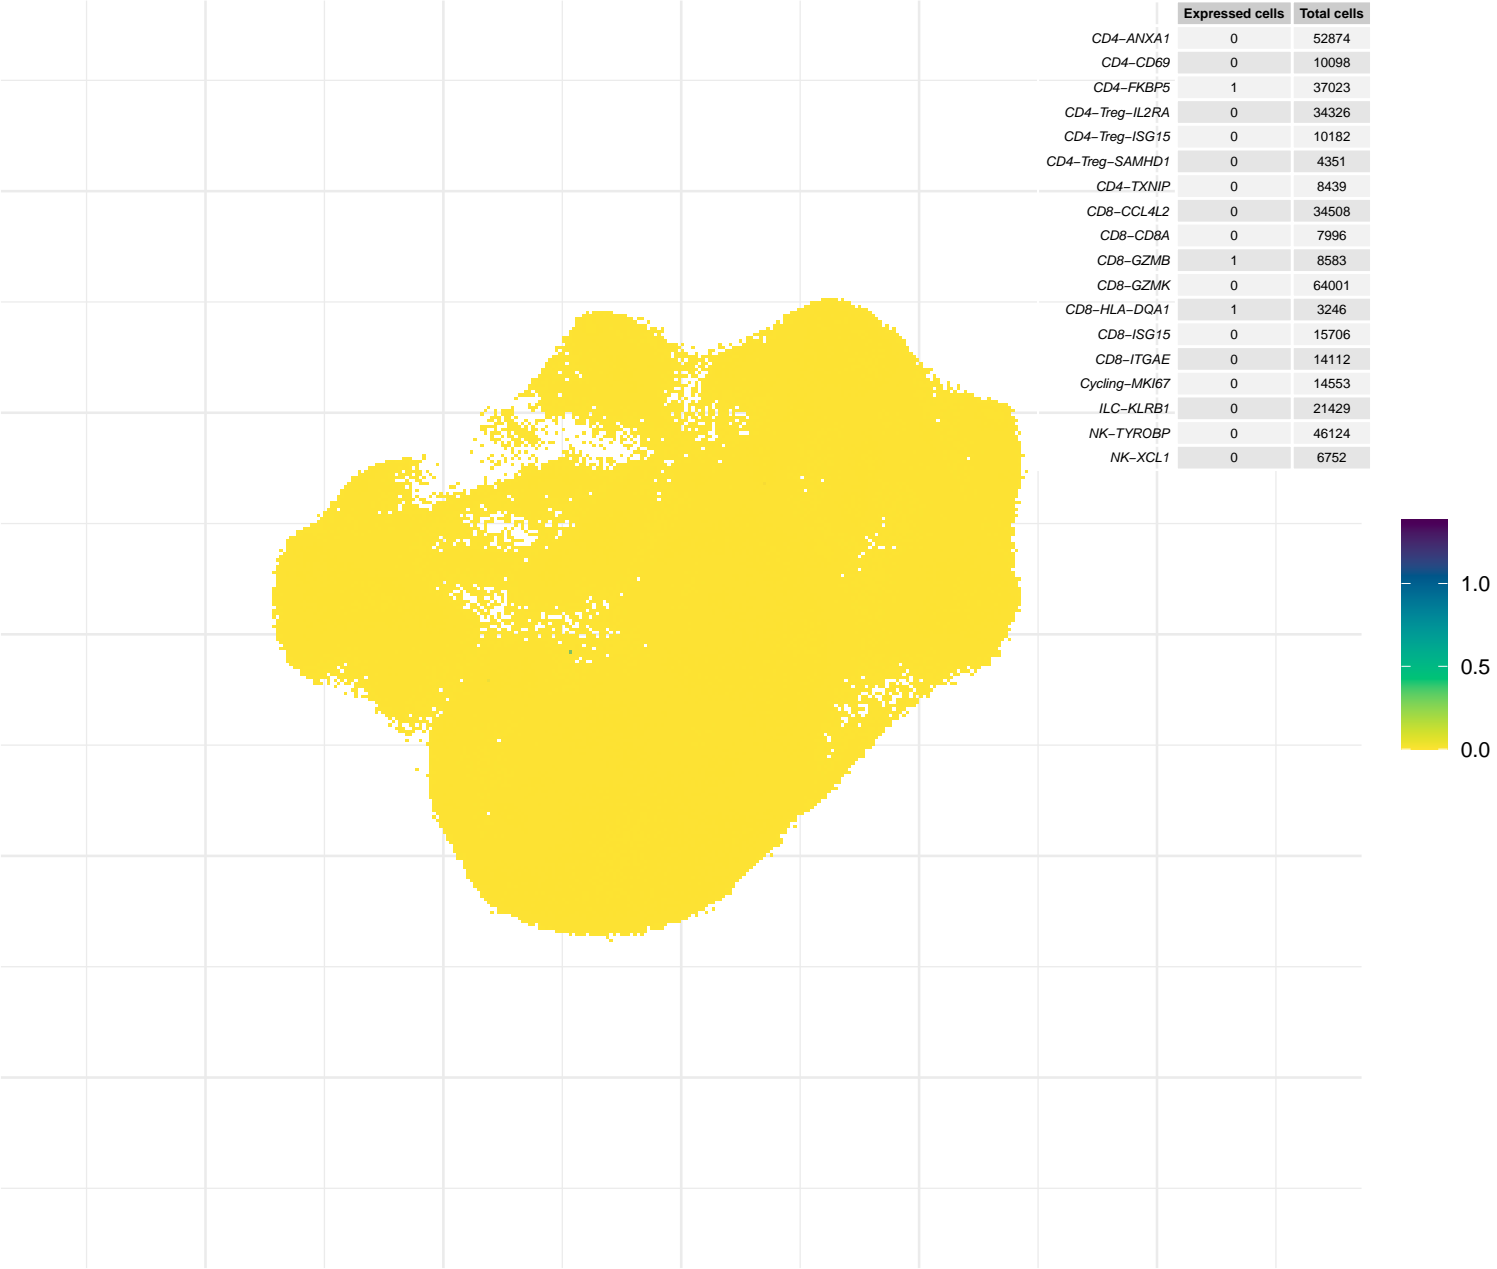 Expressed cells Total cells
CD4−ANXA1 0 52874
CD4−CD69 0 10098
CD4−FKBP5 1 37023
CD4−Treg−IL2RA 0 34326
CD4−Treg−ISG15 0 10182
CD4−Treg−SAMHD1 0 4351
CD4−TXNIP 0 8439
CD8−CCL4L2 0 34508
CD8−CD8A 0 7996
CD8−GZMB 1 8583
CD8−GZMK 0 64001
CD8−HLA−DQA1 1 3246
CD8−ISG15 0 15706
CD8−ITGAE 0 14112
Cycling−MKI67 0 14553
ILC−KLRB1 0 21429
NK−TYROBP 0 46124
NK−XCL1 0 6752
1.0
0.5
0.0